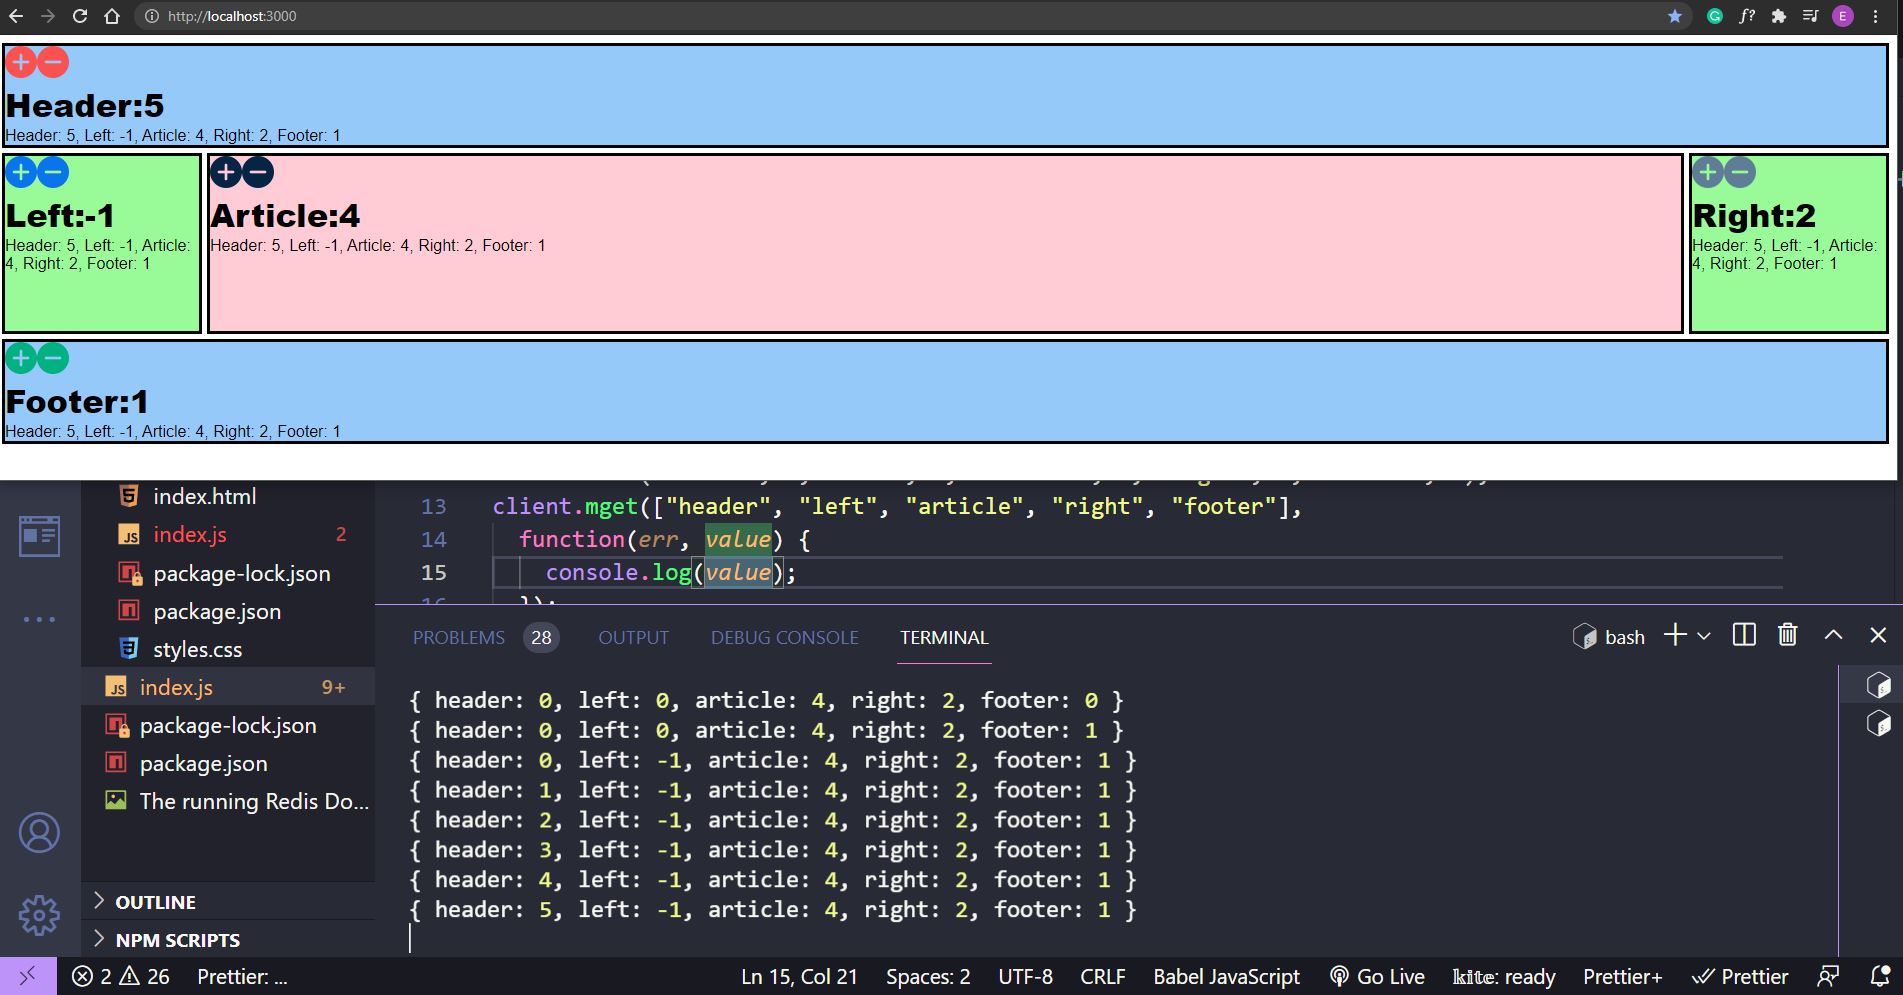 http://localhost:3000
E
Header:5
Header: 5, Left: -1, Article: 4, Right: 2, Footer: 1
Left:-1
Header: 5, Left: -1, Article:
4, Right: 2, Footer: 1
Article:4
Header: 5, Left: -1, Article: 4, Right: 2, Footer: 1
Right:2
Header: 5, Left: -1, Article:
4, Right: 2, Footer: 1
Footer:1
Header: 5, Left: -1, Article: 4, Right: 2, Footer: 1
index.html
JS index.js 2
package-lock.json
package.json
styles.css
JS index.js 9+
package-lock.json
package.json
The running Redis Do...
OUTLINE
NPM SCRIPTS
13 client.mget(["header", "left", "article", "right", "footer"],
14 function(err, value) {
15 console.log(value);
16 });
PROBLEMS 28 OUTPUT DEBUG CONSOLE TERMINAL bash
{ header: 0, left: 0, article: 4, right: 2, footer: 0 }
{ header: 0, left: 0, article: 4, right: 2, footer: 1 }
{ header: 0, left: -1, article: 4, right: 2, footer: 1 }
{ header: 1, left: -1, article: 4, right: 2, footer: 1 }
{ header: 2, left: -1, article: 4, right: 2, footer: 1 }
{ header: 3, left: -1, article: 4, right: 2, footer: 1 }
{ header: 4, left: -1, article: 4, right: 2, footer: 1 }
{ header: 5, left: -1, article: 4, right: 2, footer: 1 }
2 26 Prettier: ... Ln 15, Col 21 Spaces: 2 UTF-8 CRLF Babel JavaScript Go Live kite: ready Prettier+ Prettier